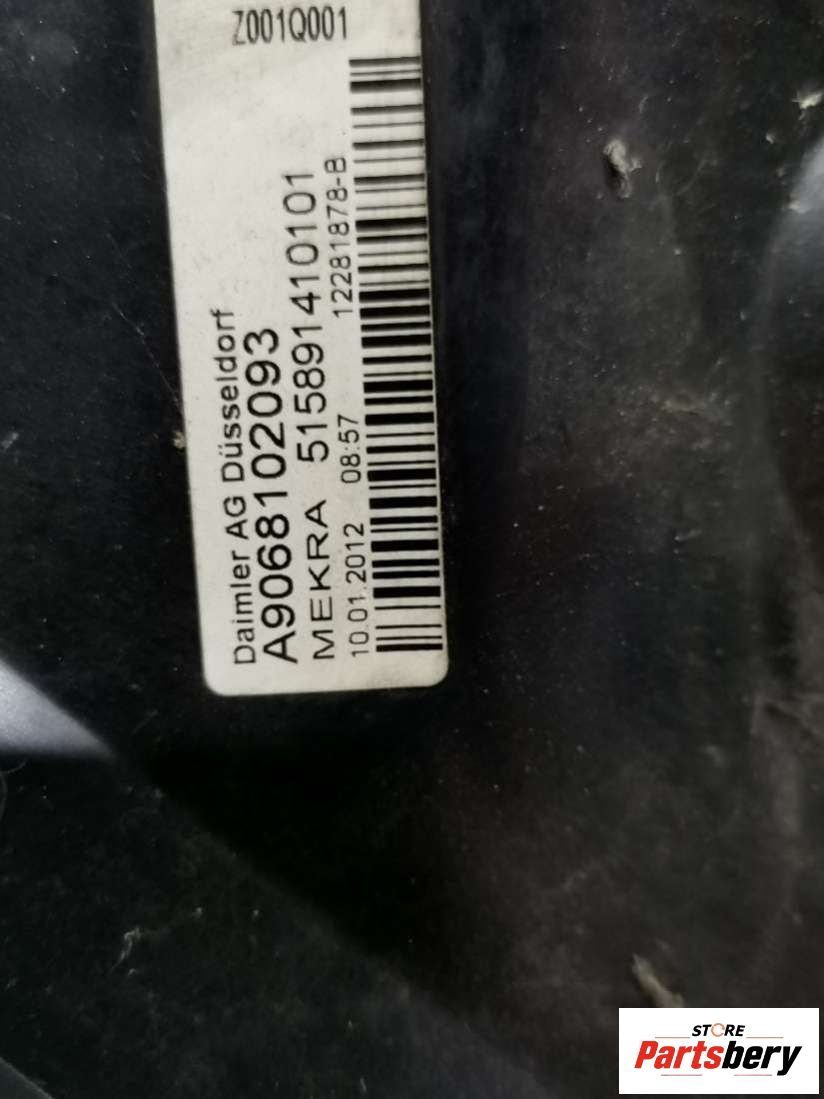 Z001Q001
Daimler AG Düsseldorf
A9068102093
MEKRA 515891410101
10.01.2012 08:57 12281878-B
STORE
Partsbery